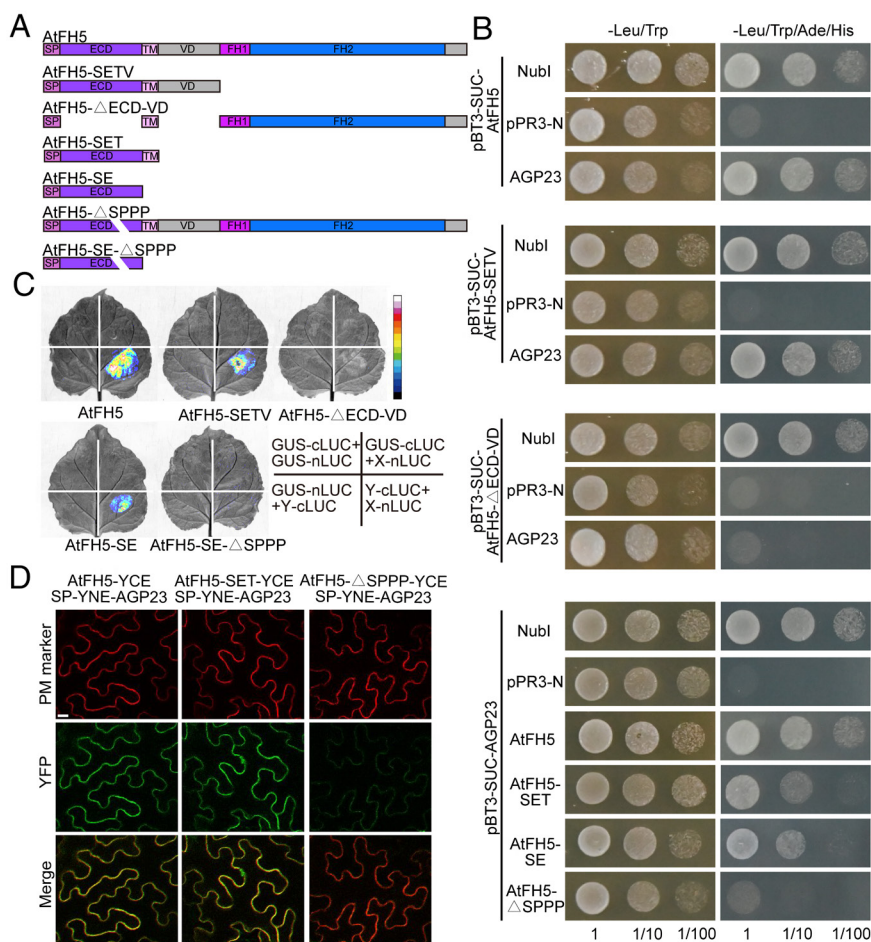 A
AtFH5
SP ECD TM VD FH1 FH2
AtFH5-SETV
SP ECD TM VD
AtFH5-△ECD-VD
SP TM FH1 FH2
AtFH5-SET
SP ECD TM
AtFH5-SE
SP ECD
AtFH5-△SPPP
SP ECD TM VD FH1 FH2
AtFH5-SE-△SPPP
SP ECD
B
-Leu/Trp -Leu/Trp/Ade/His
pBT3-SUC-
AtFH5
NubI
pPR3-N
AGP23
pBT3-SUC-
AtFH5-SETV
NubI
pPR3-N
AGP23
pBT3-SUC-
AtFH5-△ECD-VD
NubI
pPR3-N
AGP23
pBT3-SUC-AGP23
NubI
pPR3-N
AtFH5
AtFH5-
SET
AtFH5-
SE
AtFH5-
△SPPP
1 1/10 1/100 1 1/10 1/100
C
AtFH5 AtFH5-SETV AtFH5-△ECD-VD
AtFH5-SE AtFH5-SE-△SPPP
GUS-cLUC+
GUS-nLUC
GUS-cLUC
+X-nLUC
GUS-nLUC
+Y-cLUC
Y-cLUC+
X-nLUC
D
AtFH5-YCE
SP-YNE-AGP23
AtFH5-SET-YCE
SP-YNE-AGP23
AtFH5-△SPPP-YCE
SP-YNE-AGP23
PM marker
YFP
Merge